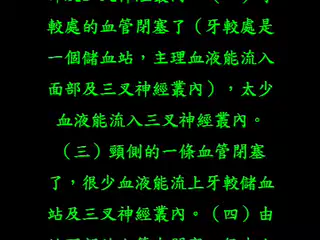 較處的血管閉塞了（牙較處是
一個儲血站，主理血液能流入
面部及三叉神經叢內），太少
血液能流入三叉神經叢內。
（三）頸側的一條血管閉塞
了，很少血液能流上牙較儲血
站及三叉神經叢內。（四）由